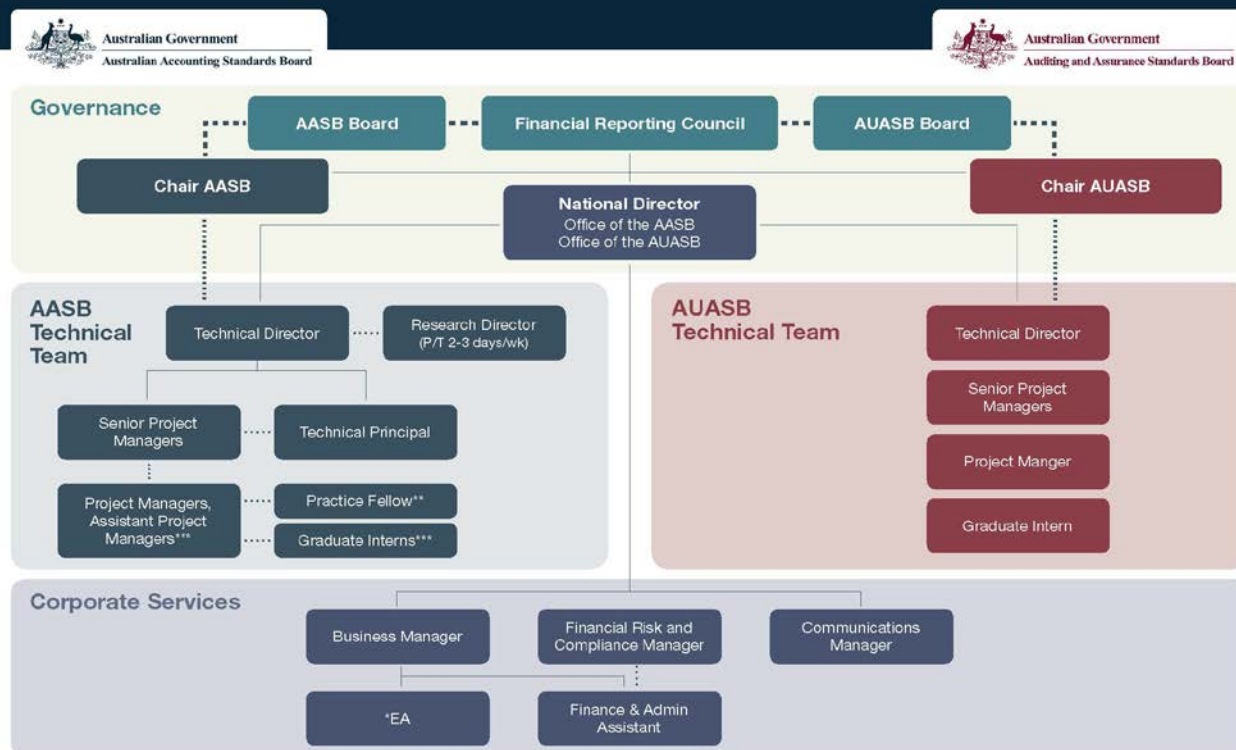 Australian Government
Australian Accounting Standards Board
Australian Government
Auditing and Assurance Standards Board
Governance
AASB Board
Financial Reporting Council
AUASB Board
Chair AASB
Chair AUASB
National Director
Office of the AASB
Office of the AUASB
AASB
Technical
Team
Technical Director
Research Director
(P/T 2-3 days/wk)
Senior Project
Managers
Technical Principal
Project Managers,
Assistant Project
Managers***
Practice Fellow**
Graduate Interns***
AUASB
Technical Team
Technical Director
Senior Project
Managers
Project Manger
Graduate Intern
Corporate Services
Business Manager
Financial Risk and
Compliance Manager
Communications
Manager
*EA
Finance & Admin
Assistant